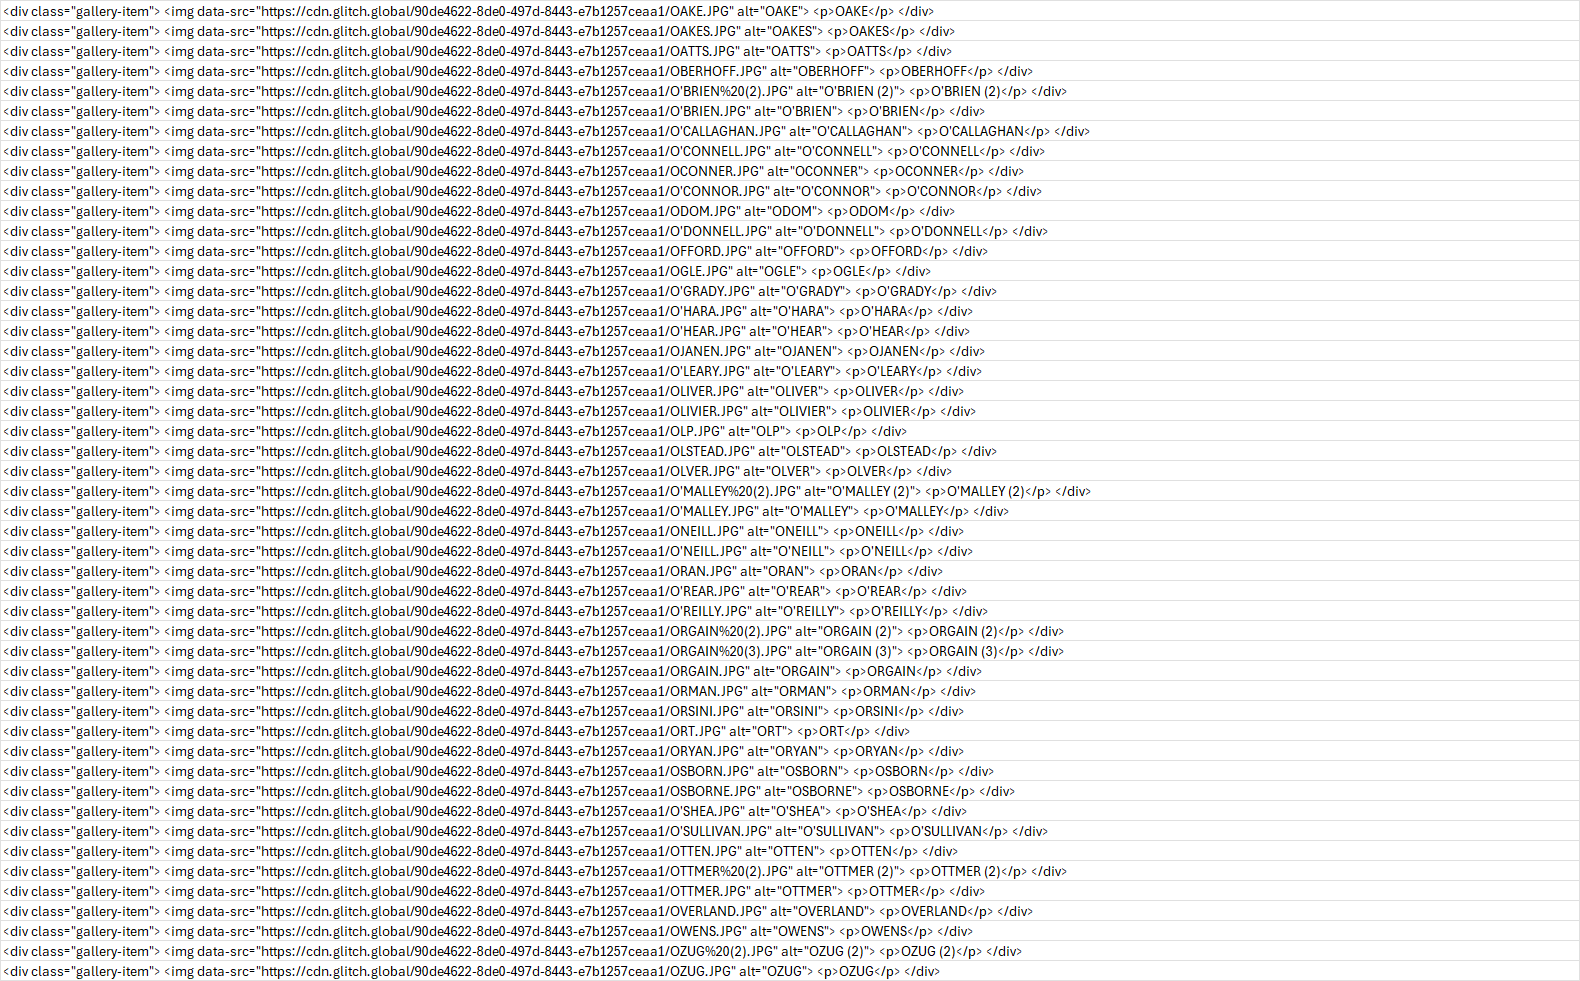 <div class="gallery-item"> <img data-src="https://cdn.glitch.global/90de4622-8de0-497d-8443-e7b1257ceaa1/OAKE.JPG" alt="OAKE"> <p>OAKE</p> </div>
<div class="gallery-item"> <img data-src="https://cdn.glitch.global/90de4622-8de0-497d-8443-e7b1257ceaa1/OAKES.JPG" alt="OAKES"> <p>OAKES</p> </div>
<div class="gallery-item"> <img data-src="https://cdn.glitch.global/90de4622-8de0-497d-8443-e7b1257ceaa1/OATTS.JPG" alt="OATTS"> <p>OATTS</p> </div>
<div class="gallery-item"> <img data-src="https://cdn.glitch.global/90de4622-8de0-497d-8443-e7b1257ceaa1/OBERHOFF.JPG" alt="OBERHOFF"> <p>OBERHOFF</p> </div>
<div class="gallery-item"> <img data-src="https://cdn.glitch.global/90de4622-8de0-497d-8443-e7b1257ceaa1/O'BRIEN%20(2).JPG" alt="O'BRIEN (2)"> <p>O'BRIEN (2)</p> </div>
<div class="gallery-item"> <img data-src="https://cdn.glitch.global/90de4622-8de0-497d-8443-e7b1257ceaa1/O'BRIEN.JPG" alt="O'BRIEN"> <p>O'BRIEN</p> </div>
<div class="gallery-item"> <img data-src="https://cdn.glitch.global/90de4622-8de0-497d-8443-e7b1257ceaa1/O'CALLAGHAN.JPG" alt="O'CALLAGHAN"> <p>O'CALLAGHAN</p> </div>
<div class="gallery-item"> <img data-src="https://cdn.glitch.global/90de4622-8de0-497d-8443-e7b1257ceaa1/O'CONNELL.JPG" alt="O'CONNELL"> <p>O'CONNELL</p> </div>
<div class="gallery-item"> <img data-src="https://cdn.glitch.global/90de4622-8de0-497d-8443-e7b1257ceaa1/OCONNER.JPG" alt="OCONNER"> <p>OCONNER</p> </div>
<div class="gallery-item"> <img data-src="https://cdn.glitch.global/90de4622-8de0-497d-8443-e7b1257ceaa1/O'CONNOR.JPG" alt="O'CONNOR"> <p>O'CONNOR</p> </div>
<div class="gallery-item"> <img data-src="https://cdn.glitch.global/90de4622-8de0-497d-8443-e7b1257ceaa1/ODOM.JPG" alt="ODOM"> <p>ODOM</p> </div>
<div class="gallery-item"> <img data-src="https://cdn.glitch.global/90de4622-8de0-497d-8443-e7b1257ceaa1/O'DONNELL.JPG" alt="O'DONNELL"> <p>O'DONNELL</p> </div>
<div class="gallery-item"> <img data-src="https://cdn.glitch.global/90de4622-8de0-497d-8443-e7b1257ceaa1/OFFORD.JPG" alt="OFFORD"> <p>OFFORD</p> </div>
<div class="gallery-item"> <img data-src="https://cdn.glitch.global/90de4622-8de0-497d-8443-e7b1257ceaa1/OGLE.JPG" alt="OGLE"> <p>OGLE</p> </div>
<div class="gallery-item"> <img data-src="https://cdn.glitch.global/90de4622-8de0-497d-8443-e7b1257ceaa1/O'GRADY.JPG" alt="O'GRADY"> <p>O'GRADY</p> </div>
<div class="gallery-item"> <img data-src="https://cdn.glitch.global/90de4622-8de0-497d-8443-e7b1257ceaa1/O'HARA.JPG" alt="O'HARA"> <p>O'HARA</p> </div>
<div class="gallery-item"> <img data-src="https://cdn.glitch.global/90de4622-8de0-497d-8443-e7b1257ceaa1/O'HEAR.JPG" alt="O'HEAR"> <p>O'HEAR</p> </div>
<div class="gallery-item"> <img data-src="https://cdn.glitch.global/90de4622-8de0-497d-8443-e7b1257ceaa1/OJANEN.JPG" alt="OJANEN"> <p>OJANEN</p> </div>
<div class="gallery-item"> <img data-src="https://cdn.glitch.global/90de4622-8de0-497d-8443-e7b1257ceaa1/O'LEARY.JPG" alt="O'LEARY"> <p>O'LEARY</p> </div>
<div class="gallery-item"> <img data-src="https://cdn.glitch.global/90de4622-8de0-497d-8443-e7b1257ceaa1/OLIVER.JPG" alt="OLIVER"> <p>OLIVER</p> </div>
<div class="gallery-item"> <img data-src="https://cdn.glitch.global/90de4622-8de0-497d-8443-e7b1257ceaa1/OLIVIER.JPG" alt="OLIVIER"> <p>OLIVIER</p> </div>
<div class="gallery-item"> <img data-src="https://cdn.glitch.global/90de4622-8de0-497d-8443-e7b1257ceaa1/OLP.JPG" alt="OLP"> <p>OLP</p> </div>
<div class="gallery-item"> <img data-src="https://cdn.glitch.global/90de4622-8de0-497d-8443-e7b1257ceaa1/OLSTEAD.JPG" alt="OLSTEAD"> <p>OLSTEAD</p> </div>
<div class="gallery-item"> <img data-src="https://cdn.glitch.global/90de4622-8de0-497d-8443-e7b1257ceaa1/OLVER.JPG" alt="OLVER"> <p>OLVER</p> </div>
<div class="gallery-item"> <img data-src="https://cdn.glitch.global/90de4622-8de0-497d-8443-e7b1257ceaa1/O'MALLEY%20(2).JPG" alt="O'MALLEY (2)"> <p>O'MALLEY (2)</p> </div>
<div class="gallery-item"> <img data-src="https://cdn.glitch.global/90de4622-8de0-497d-8443-e7b1257ceaa1/O'MALLEY.JPG" alt="O'MALLEY"> <p>O'MALLEY</p> </div>
<div class="gallery-item"> <img data-src="https://cdn.glitch.global/90de4622-8de0-497d-8443-e7b1257ceaa1/ONEILL.JPG" alt="ONEILL"> <p>ONEILL</p> </div>
<div class="gallery-item"> <img data-src="https://cdn.glitch.global/90de4622-8de0-497d-8443-e7b1257ceaa1/O'NEILL.JPG" alt="O'NEILL"> <p>O'NEILL</p> </div>
<div class="gallery-item"> <img data-src="https://cdn.glitch.global/90de4622-8de0-497d-8443-e7b1257ceaa1/ORAN.JPG" alt="ORAN"> <p>ORAN</p> </div>
<div class="gallery-item"> <img data-src="https://cdn.glitch.global/90de4622-8de0-497d-8443-e7b1257ceaa1/O'REAR.JPG" alt="O'REAR"> <p>O'REAR</p> </div>
<div class="gallery-item"> <img data-src="https://cdn.glitch.global/90de4622-8de0-497d-8443-e7b1257ceaa1/O'REILLY.JPG" alt="O'REILLY"> <p>O'REILLY</p> </div>
<div class="gallery-item"> <img data-src="https://cdn.glitch.global/90de4622-8de0-497d-8443-e7b1257ceaa1/ORGAIN%20(2).JPG" alt="ORGAIN (2)"> <p>ORGAIN (2)</p> </div>
<div class="gallery-item"> <img data-src="https://cdn.glitch.global/90de4622-8de0-497d-8443-e7b1257ceaa1/ORGAIN%20(3).JPG" alt="ORGAIN (3)"> <p>ORGAIN (3)</p> </div>
<div class="gallery-item"> <img data-src="https://cdn.glitch.global/90de4622-8de0-497d-8443-e7b1257ceaa1/ORGAIN.JPG" alt="ORGAIN"> <p>ORGAIN</p> </div>
<div class="gallery-item"> <img data-src="https://cdn.glitch.global/90de4622-8de0-497d-8443-e7b1257ceaa1/ORMAN.JPG" alt="ORMAN"> <p>ORMAN</p> </div>
<div class="gallery-item"> <img data-src="https://cdn.glitch.global/90de4622-8de0-497d-8443-e7b1257ceaa1/ORSINI.JPG" alt="ORSINI"> <p>ORSINI</p> </div>
<div class="gallery-item"> <img data-src="https://cdn.glitch.global/90de4622-8de0-497d-8443-e7b1257ceaa1/ORT.JPG" alt="ORT"> <p>ORT</p> </div>
<div class="gallery-item"> <img data-src="https://cdn.glitch.global/90de4622-8de0-497d-8443-e7b1257ceaa1/ORYAN.JPG" alt="ORYAN"> <p>ORYAN</p> </div>
<div class="gallery-item"> <img data-src="https://cdn.glitch.global/90de4622-8de0-497d-8443-e7b1257ceaa1/OSBORN.JPG" alt="OSBORN"> <p>OSBORN</p> </div>
<div class="gallery-item"> <img data-src="https://cdn.glitch.global/90de4622-8de0-497d-8443-e7b1257ceaa1/OSBORNE.JPG" alt="OSBORNE"> <p>OSBORNE</p> </div>
<div class="gallery-item"> <img data-src="https://cdn.glitch.global/90de4622-8de0-497d-8443-e7b1257ceaa1/O'SHEA.JPG" alt="O'SHEA"> <p>O'SHEA</p> </div>
<div class="gallery-item"> <img data-src="https://cdn.glitch.global/90de4622-8de0-497d-8443-e7b1257ceaa1/O'SULLIVAN.JPG" alt="O'SULLIVAN"> <p>O'SULLIVAN</p> </div>
<div class="gallery-item"> <img data-src="https://cdn.glitch.global/90de4622-8de0-497d-8443-e7b1257ceaa1/OTTEN.JPG" alt="OTTEN"> <p>OTTEN</p> </div>
<div class="gallery-item"> <img data-src="https://cdn.glitch.global/90de4622-8de0-497d-8443-e7b1257ceaa1/OTTMER%20(2).JPG" alt="OTTMER (2)"> <p>OTTMER (2)</p> </div>
<div class="gallery-item"> <img data-src="https://cdn.glitch.global/90de4622-8de0-497d-8443-e7b1257ceaa1/OTTMER.JPG" alt="OTTMER"> <p>OTTMER</p> </div>
<div class="gallery-item"> <img data-src="https://cdn.glitch.global/90de4622-8de0-497d-8443-e7b1257ceaa1/OVERLAND.JPG" alt="OVERLAND"> <p>OVERLAND</p> </div>
<div class="gallery-item"> <img data-src="https://cdn.glitch.global/90de4622-8de0-497d-8443-e7b1257ceaa1/OWENS.JPG" alt="OWENS"> <p>OWENS</p> </div>
<div class="gallery-item"> <img data-src="https://cdn.glitch.global/90de4622-8de0-497d-8443-e7b1257ceaa1/OZUG%20(2).JPG" alt="OZUG (2)"> <p>OZUG (2)</p> </div>
<div class="gallery-item"> <img data-src="https://cdn.glitch.global/90de4622-8de0-497d-8443-e7b1257ceaa1/OZUG.JPG" alt="OZUG"> <p>OZUG</p> </div>